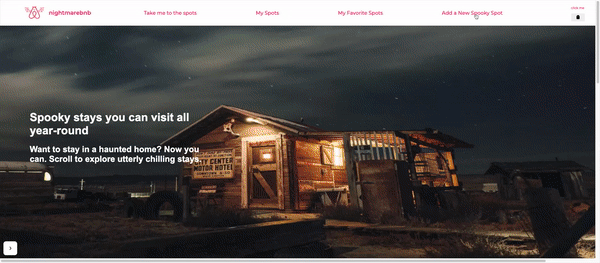 nightmarebnb
Take me to the spots
My Spots
My Favorite Spots
Add a New Spooky Spot
click me
Spooky stays you can visit all
year-round
Want to stay in a haunted home? Now you
can. Scroll to explore utterly chilling stays.
CITY CENTER
MOTOR HOTEL